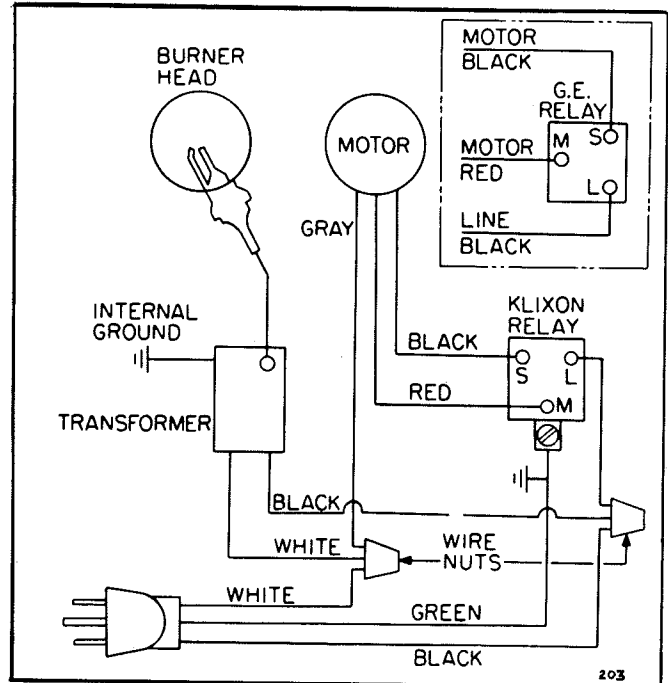 BURNER
HEAD
MOTOR
GRAY
MOTOR
BLACK
G.E.
RELAY
M
S
MOTOR
RED
L
LINE
BLACK
INTERNAL
GROUND
TRANSFORMER
KLIXON
RELAY
BLACK
S
L
RED
M
BLACK
WHITE
WIRE
NUTS
WHITE
GREEN
BLACK
203